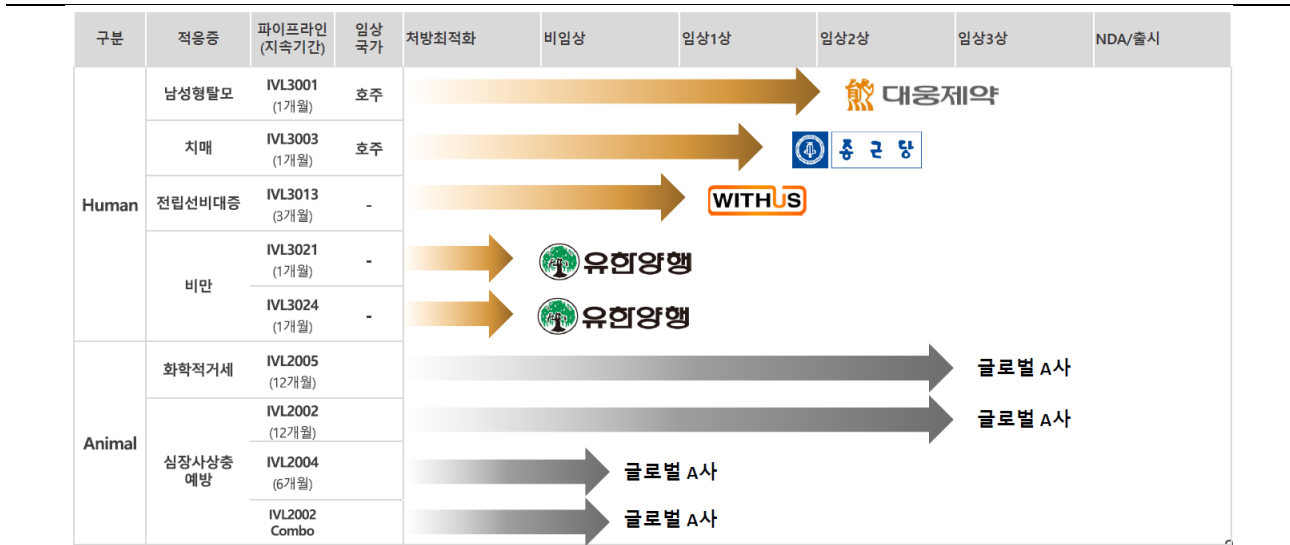 구분 적응증 파이프라인 임상 처방최적화 비임상 임상1상 임상2상 임상3상 NDA/출시
(지속기간) 국가
남성형탈모 IVL3001 호주 대웅제약
(1개월)
치매 IVL3003 호주 종근당
(1개월)
Human 전립선비대증 IVL3013 - WITHUS
(3개월)
비만 IVL3021 - 유한양행
(1개월)
IVL3024 - 유한양행
(1개월)
Animal 화학적거세 IVL2005 글로벌 A사
(12개월)
심장사상충 IVL2002 글로벌 A사
예방 (12개월)
IVL2004 글로벌 A사
(6개월)
IVL2002 글로벌 A사
Combo